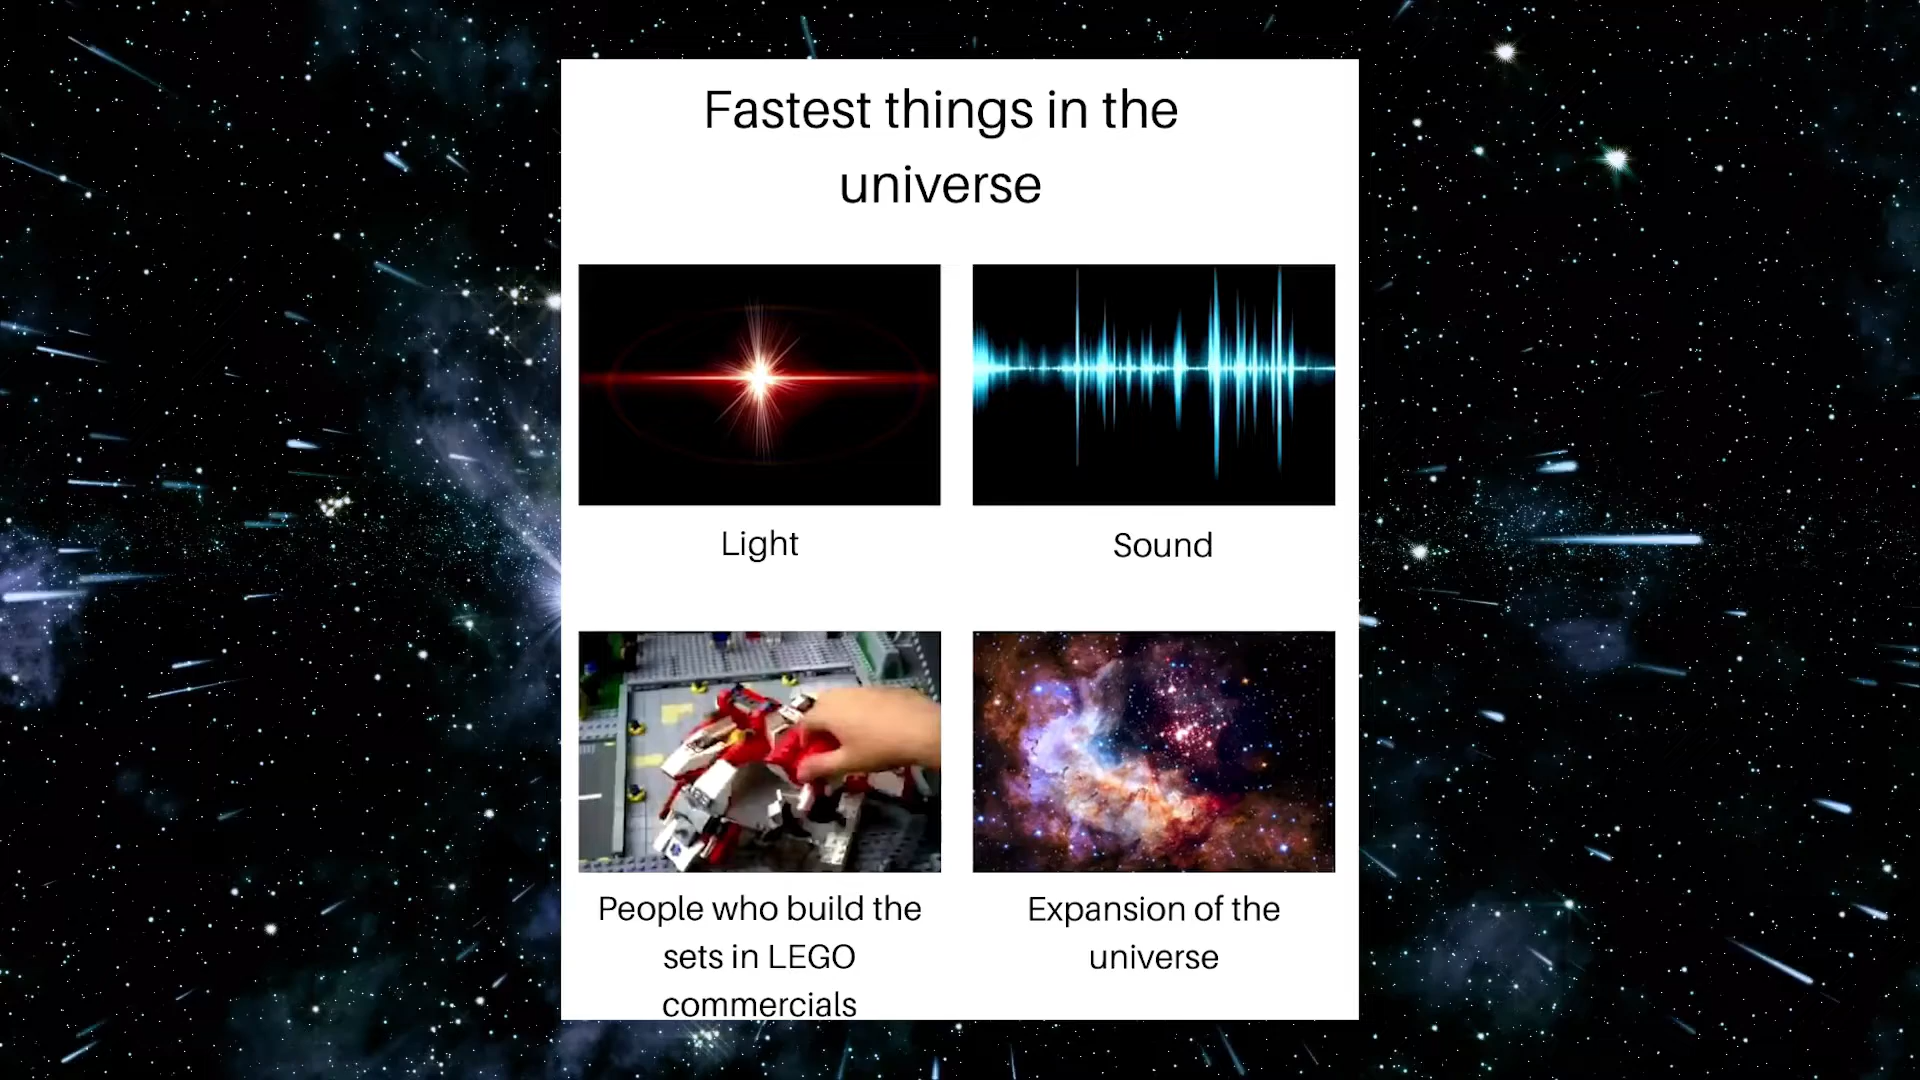 Fastest things in the
universe
Light
Sound
People who build the
sets in LEGO
commercials
Expansion of the
universe